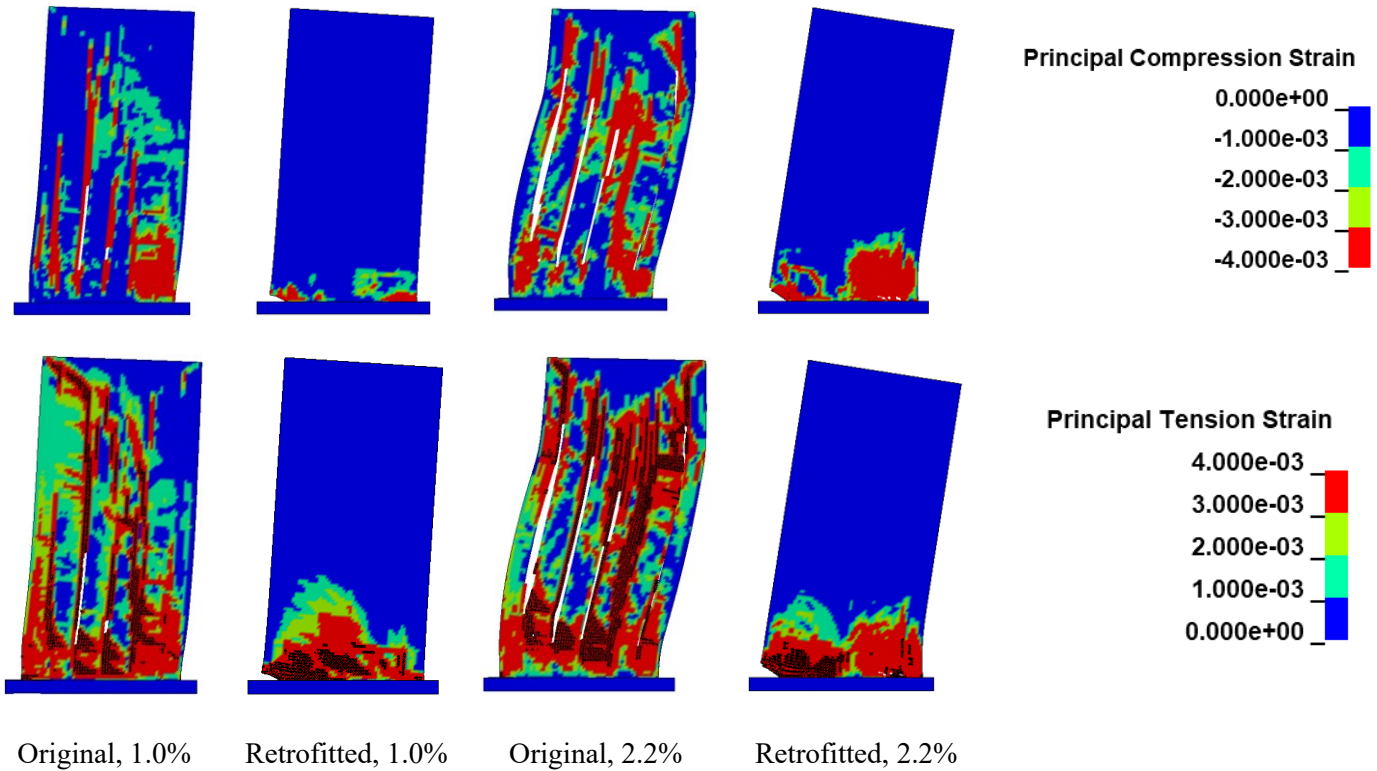 Principal Compression Strain
0.000e+00
-1.000e-03
-2.000e-03
-3.000e-03
-4.000e-03
Principal Tension Strain
4.000e-03
3.000e-03
2.000e-03
1.000e-03
0.000e+00
Original, 1.0%
Retrofitted, 1.0%
Original, 2.2%
Retrofitted, 2.2%